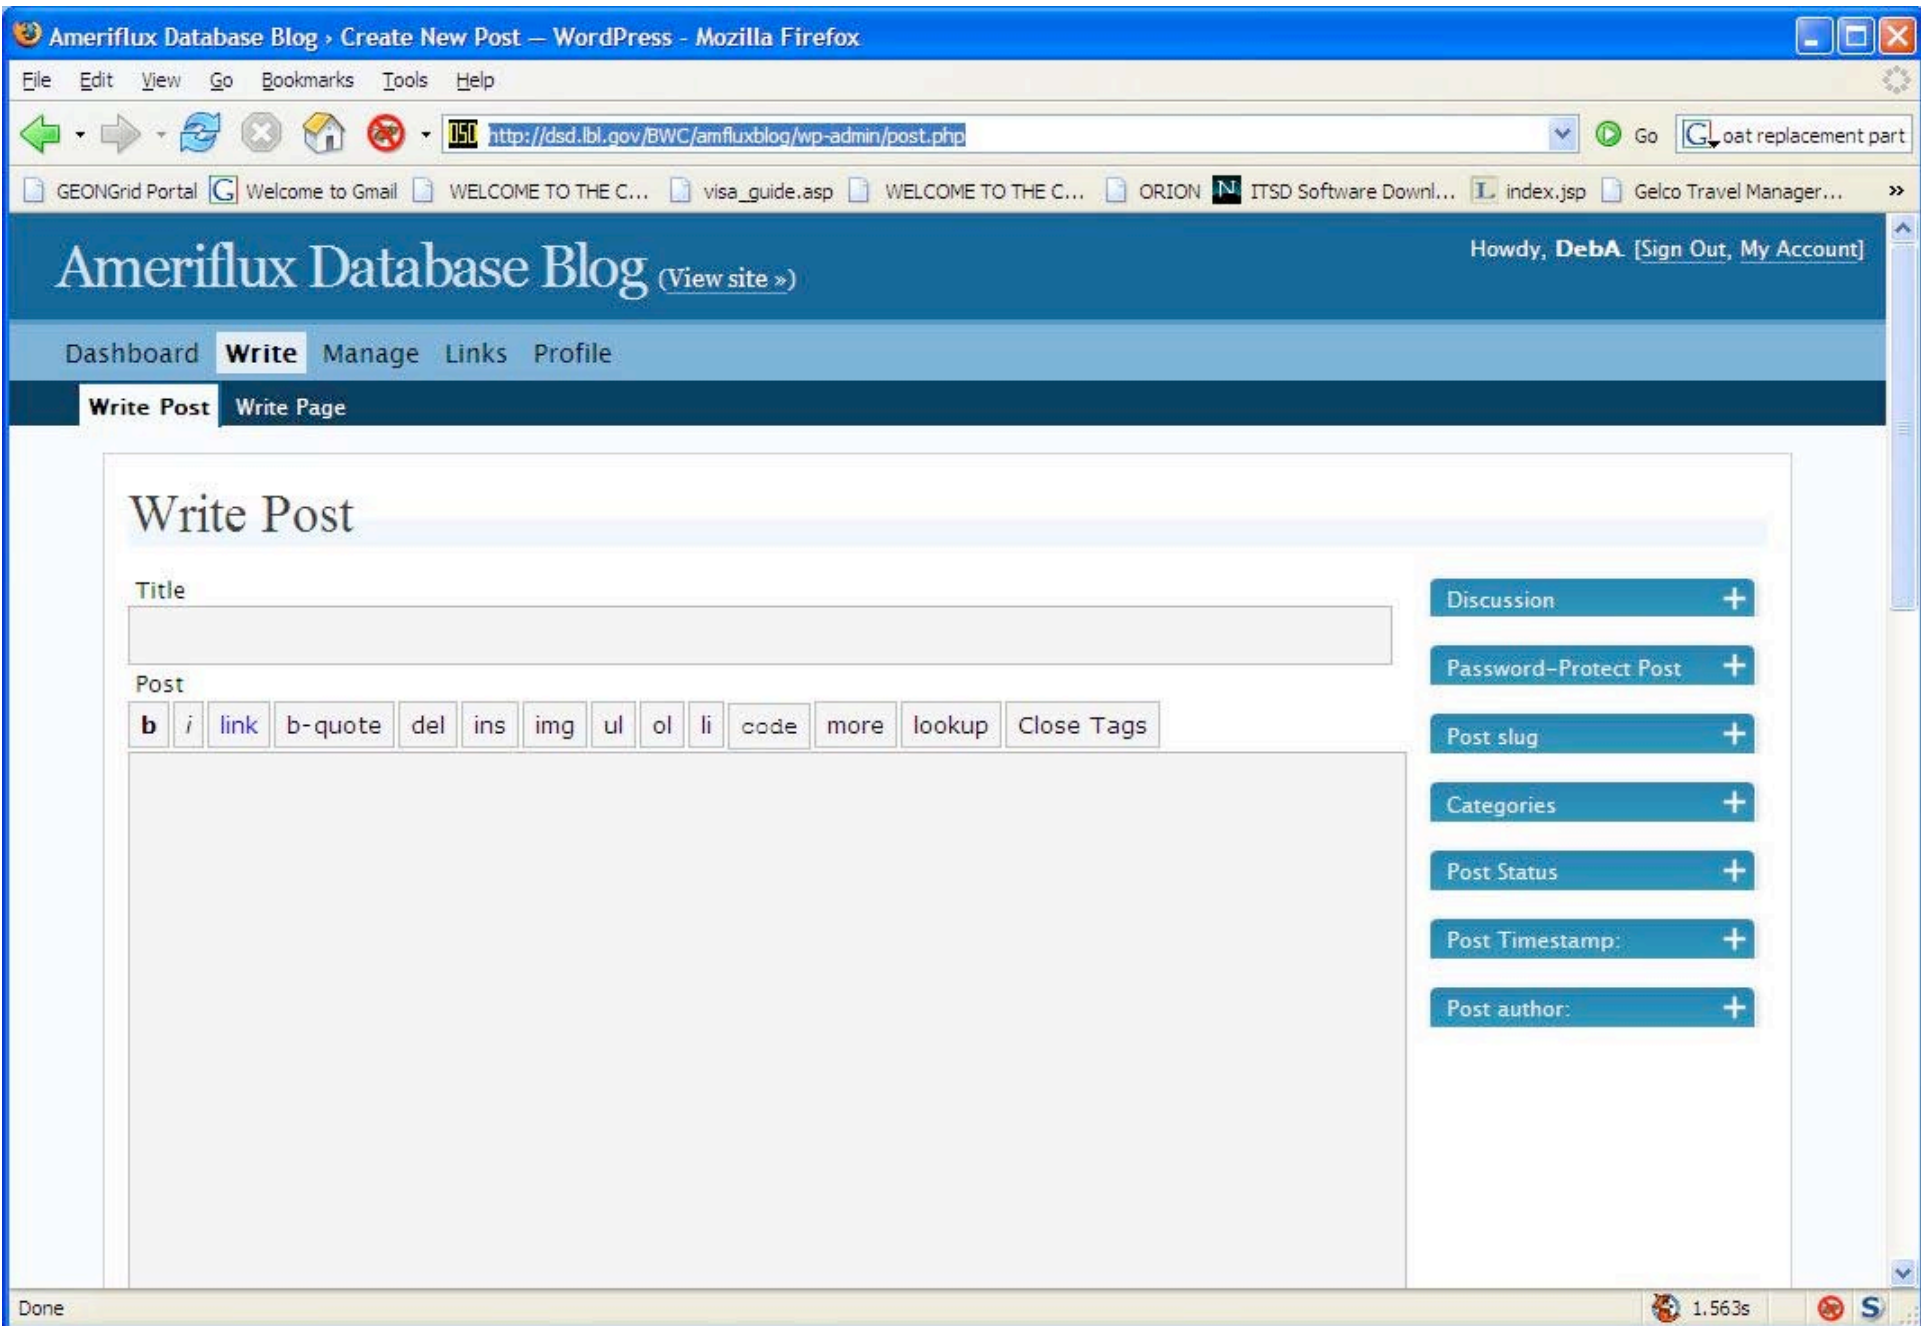 Ameriflux Database Blog › Create New Post — WordPress - Mozilla Firefox
File Edit View Go Bookmarks Tools Help
http://dsd.lbl.gov/BWC/amfluxblog/wp-admin/post.php Go oat replacement part
GEONGrid Portal Welcome to Gmail WELCOME TO THE C... visa_guide.asp WELCOME TO THE C... ORION ITSD Software Downl... index.jsp Gelco Travel Manager... »
Ameriflux Database Blog (View site »)
Howdy, DebA. [Sign Out, My Account]
Dashboard Write Manage Links Profile
Write Post Write Page
Write Post
Title
Post
b i link b-quote del ins img ul ol li code more lookup Close Tags
Discussion +
Password-Protect Post +
Post slug +
Categories +
Post Status +
Post Timestamp: +
Post author: +
Done 1.563s